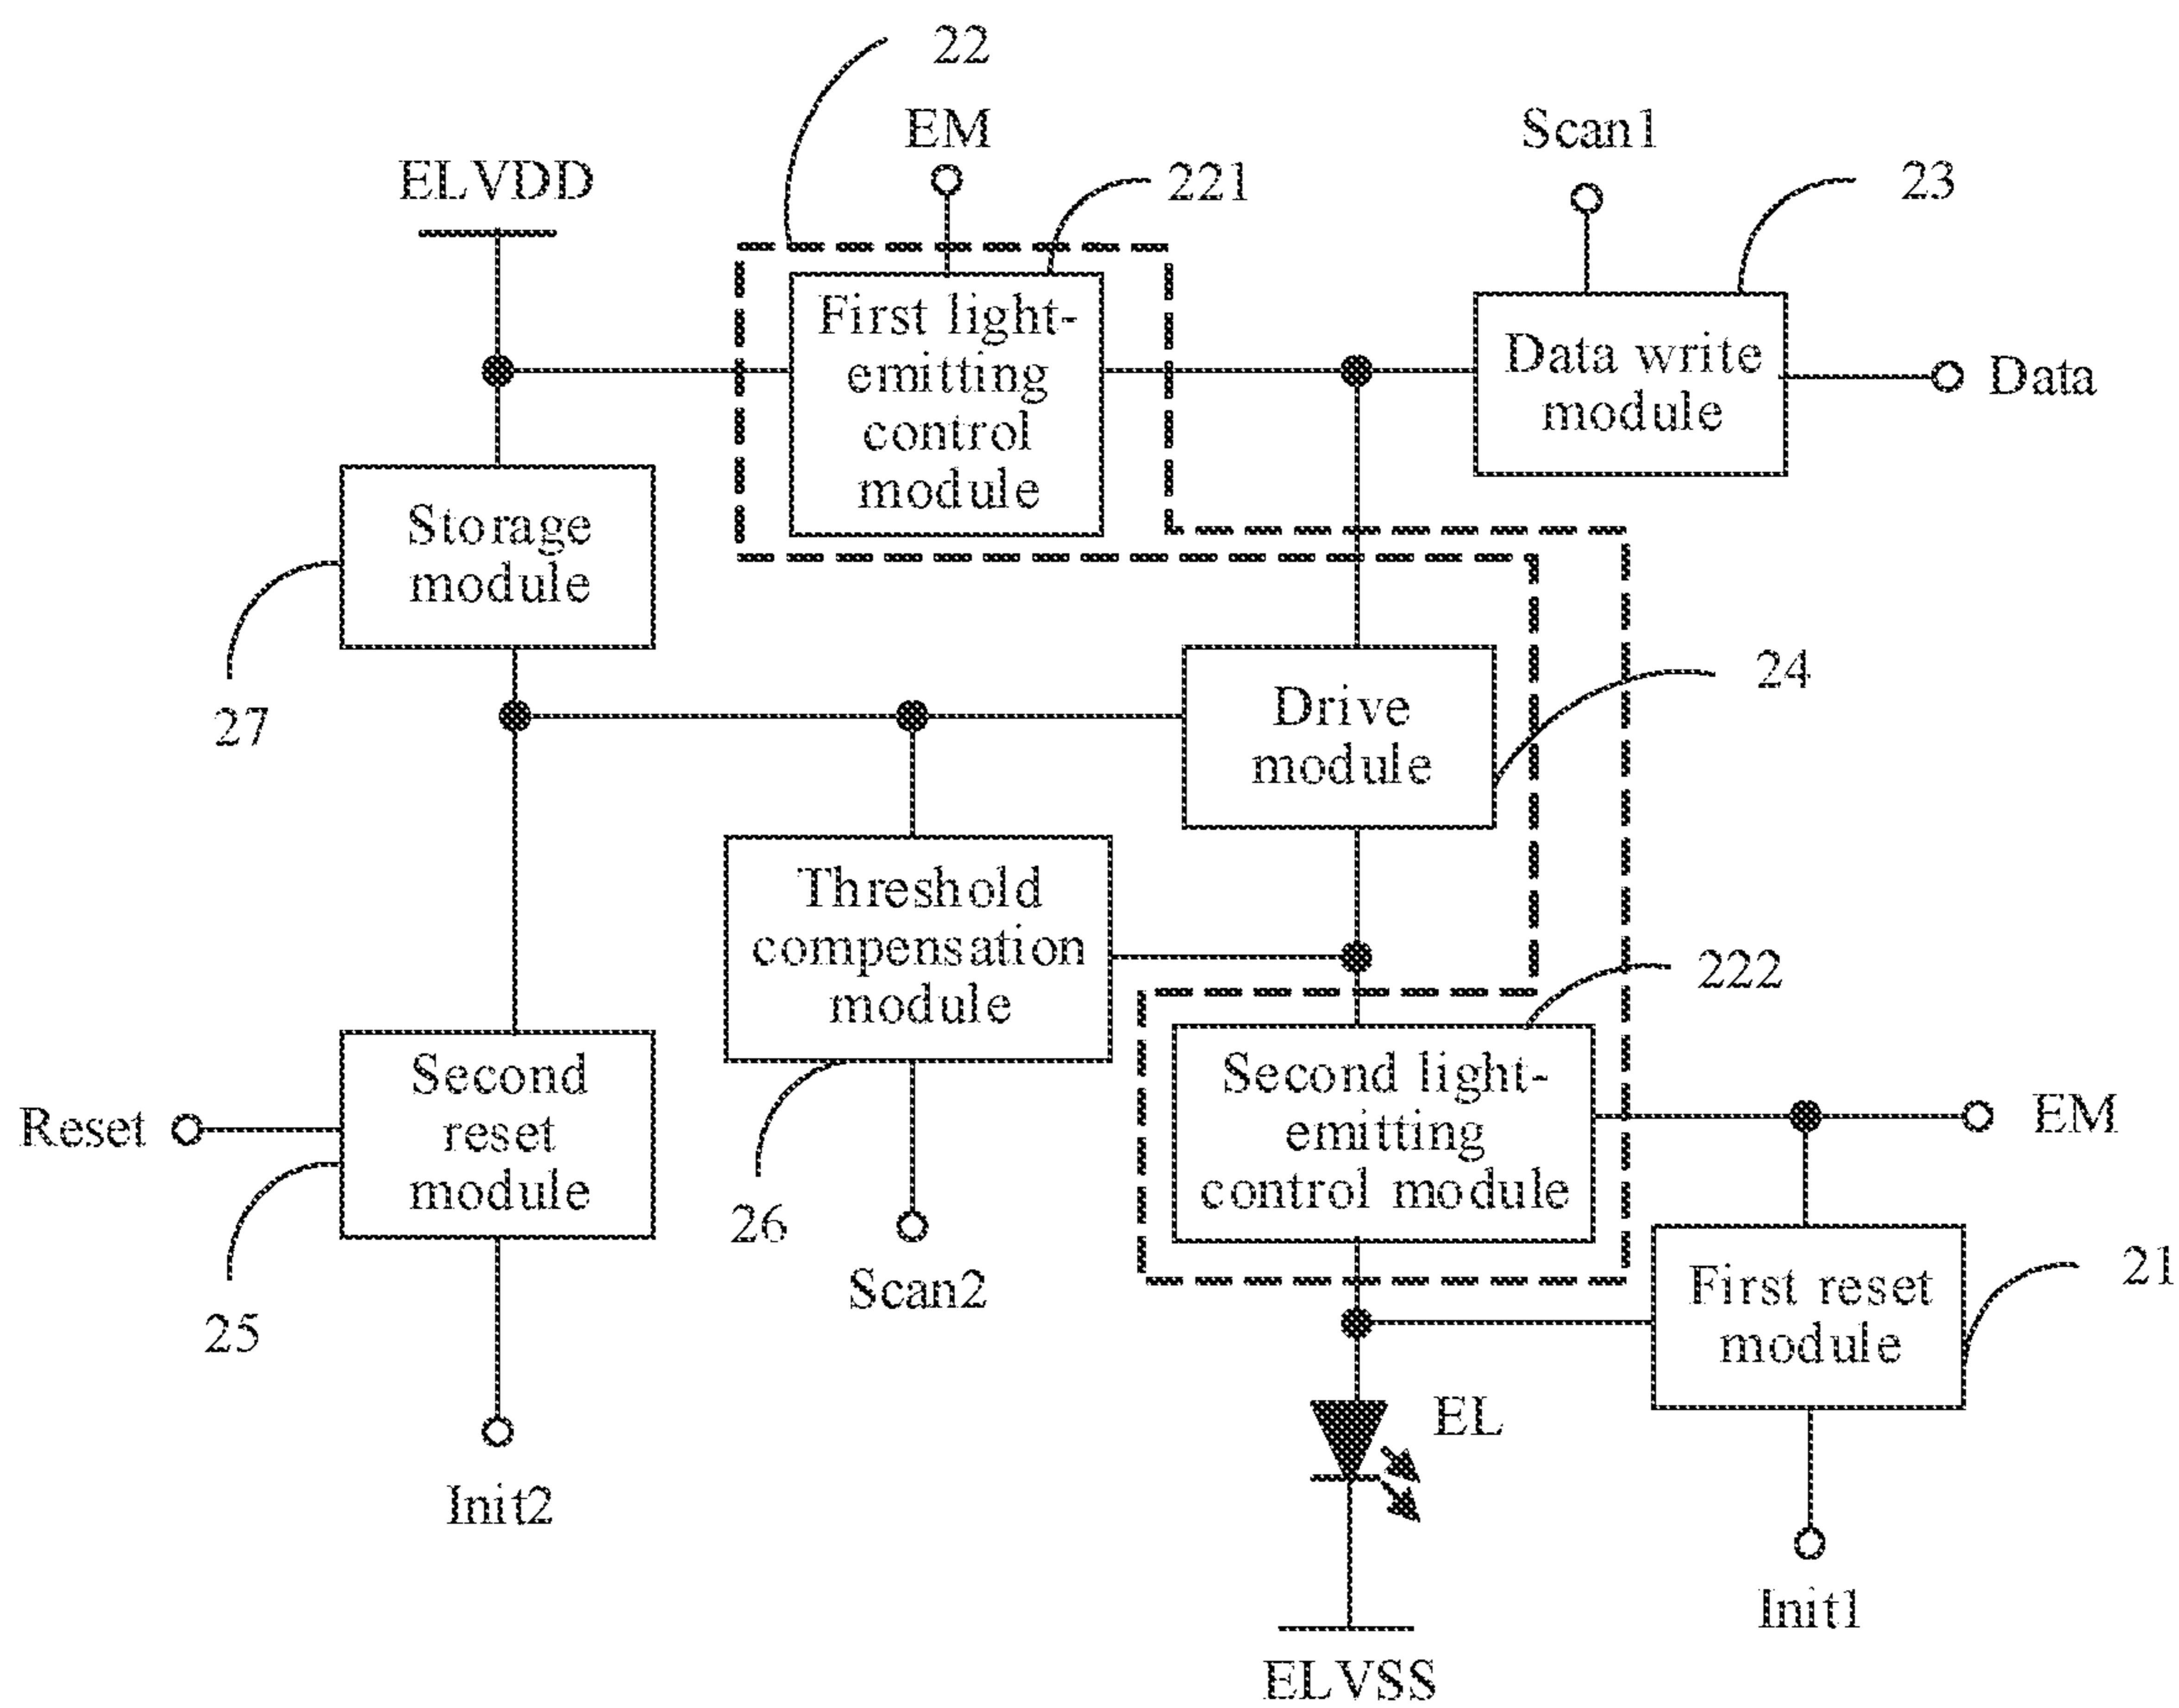 22
EM
Scan1
ELVDD
221
23
First light-
emitting
control
module
Data write
module
Data
Storage
module
27
Drive
module
24
Threshold
compensation
module
222
Second
reset
module
Reset
Second light-
emitting
control module
EM
26
25
Scan2
First reset
module
21
EL
Init2
Init1
ELVSS